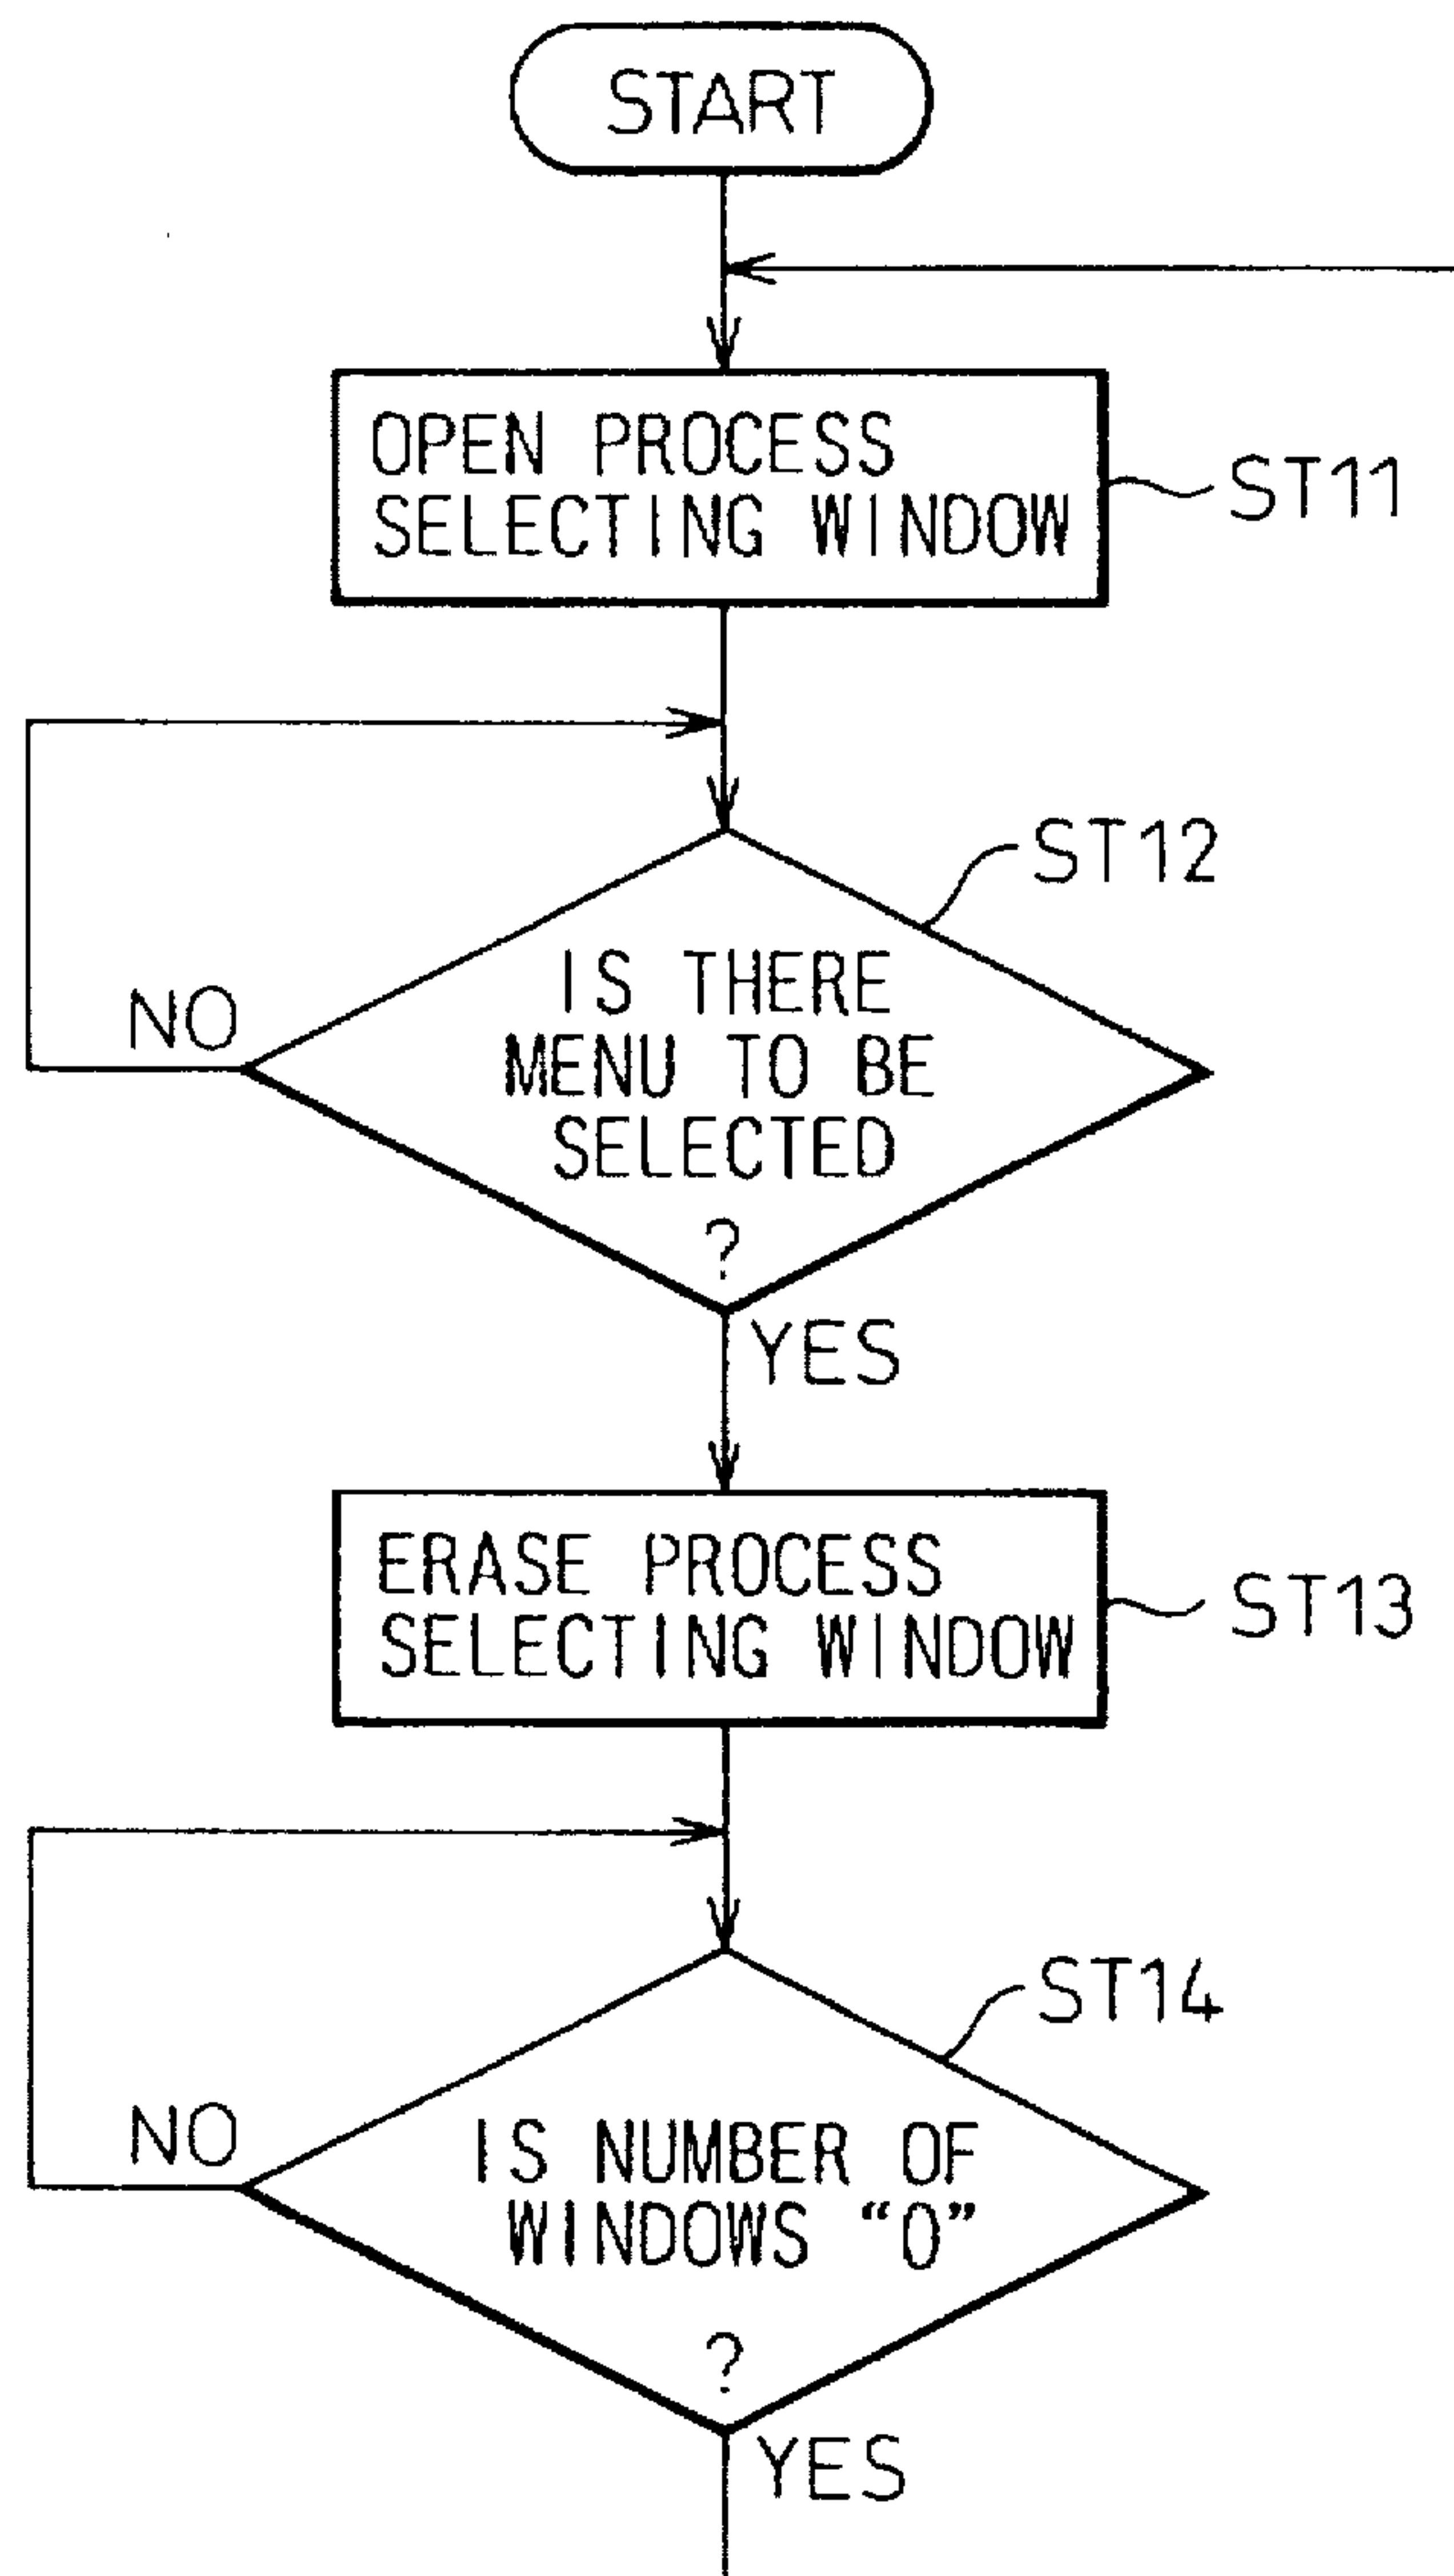 START
OPEN PROCESS
SELECTING WINDOW
ST11
ST12
IS THERE
MENU TO BE
SELECTED
?
NO
YES
ERASE PROCESS
SELECTING WINDOW
ST13
ST14
IS NUMBER OF
WINDOWS “0”
?
NO
YES